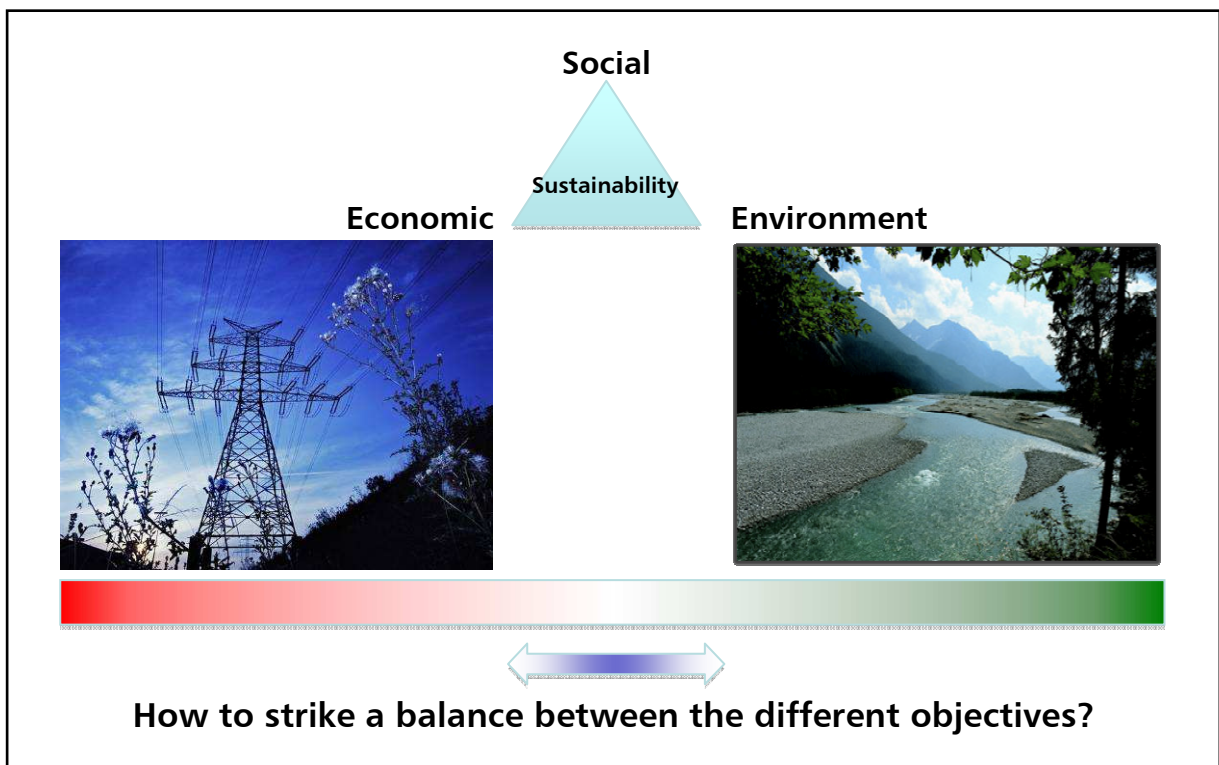 Social
Sustainability
Economic
Environment
How to strike a balance between the different objectives?